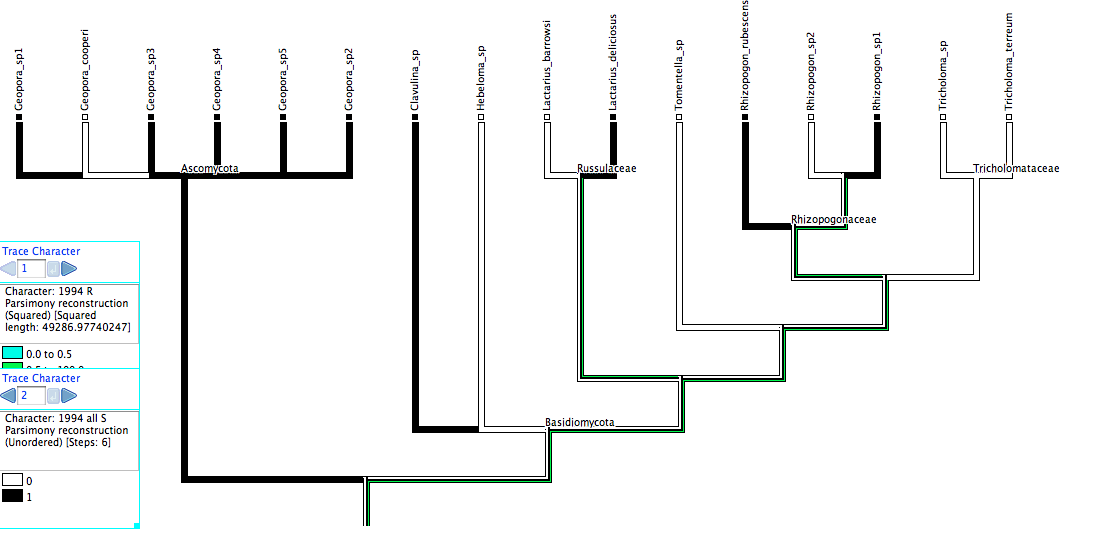 Geopora_sp1
Geopora_cooperi
Geopora_sp3
Geopora_sp4
Geopora_sp5
Geopora_sp2
Clavulina_sp
Hebeloma_sp
Lactarius_barrowsi
Lactarius_deliciosus
Tomentella_sp
Rhizopogon_rubescens
Rhizopogon_sp2
Rhizopogon_sp1
Tricholoma_sp
Tricholoma_terreum
Ascomycota
Russulaceae
Tricholomataceae
Rhizopogonaceae
Basidiomycota
Trace Character
1
Character: 1994 R
Parsimony reconstruction
(Squared) [Squared
length: 49286.97740247]
0.0 to 0.5
Trace Character
2
Character: 1994 all S
Parsimony reconstruction
(Unordered) [Steps: 6]
0
1